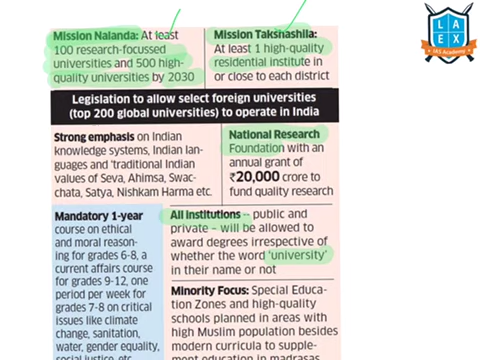 LA
EX
IAS Academy
Mission Nalanda: At least
100 research-focussed
universities and 500 high-
quality universities by 2030
Mission Taksnashila:
At least 1 high-quality
residential institute in
or close to each district
Legislation to allow select foreign universities
(top 200 global universities) to operate in India
Strong emphasis on Indian
knowledge systems, Indian lan-
guages and 'traditional Indian
values of Seva, Ahimsa, Swac-
chata, Satya, Nishkam Harma etc.
National Research
Foundation with an
annual grant of
₹20,000 crore to
fund quality research
Mandatory 1-year
course on ethical
and moral reason-
ing for grades 6-8, a
current affairs course
for grades 9-12, one
period per week for
grades 7-8 on critical
issues like climate
change, sanitation,
water, gender equality,
social justice, etc
All Institutions -- public and
private – will be allowed to
award degrees irrespective of
whether the word 'university'
in their name or not
Minority Focus: Special Educa-
tion Zones and high-quality
schools planned in areas with
high Muslim population besides
modern curricula to supple-
ment education in madrasas